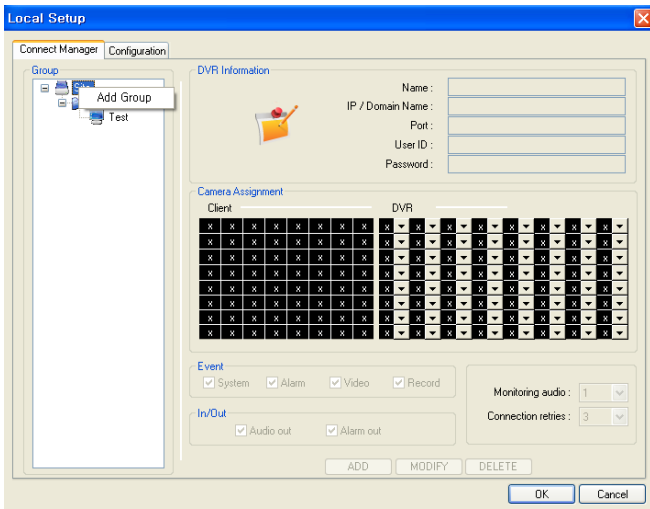 Local Setup
Connect Manager Configuration
Group
Add Group
Test
DVR Information
Name :
IP / Domain Name :
Port :
User ID :
Password :
Camera Assignment
Client DVR
x x x x x x x x x x x x x x x x
x x x x x x x x x x x x x x x x
x x x x x x x x x x x x x x x x
x x x x x x x x x x x x x x x x
x x x x x x x x x x x x x x x x
x x x x x x x x x x x x x x x x
x x x x x x x x x x x x x x x x
x x x x x x x x x x x x x x x x
Event
System Alarm Video Record
In/Out
Audio out Alarm out
Monitoring audio : 1
Connection retries : 3
ADD MODIFY DELETE
OK Cancel